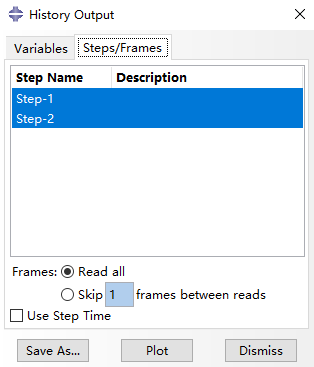 History Output
Variables Steps/Frames
Step Name Description
Step-1
Step-2
Frames: Read all
Skip 1 frames between reads
Use Step Time
Save As... Plot Dismiss